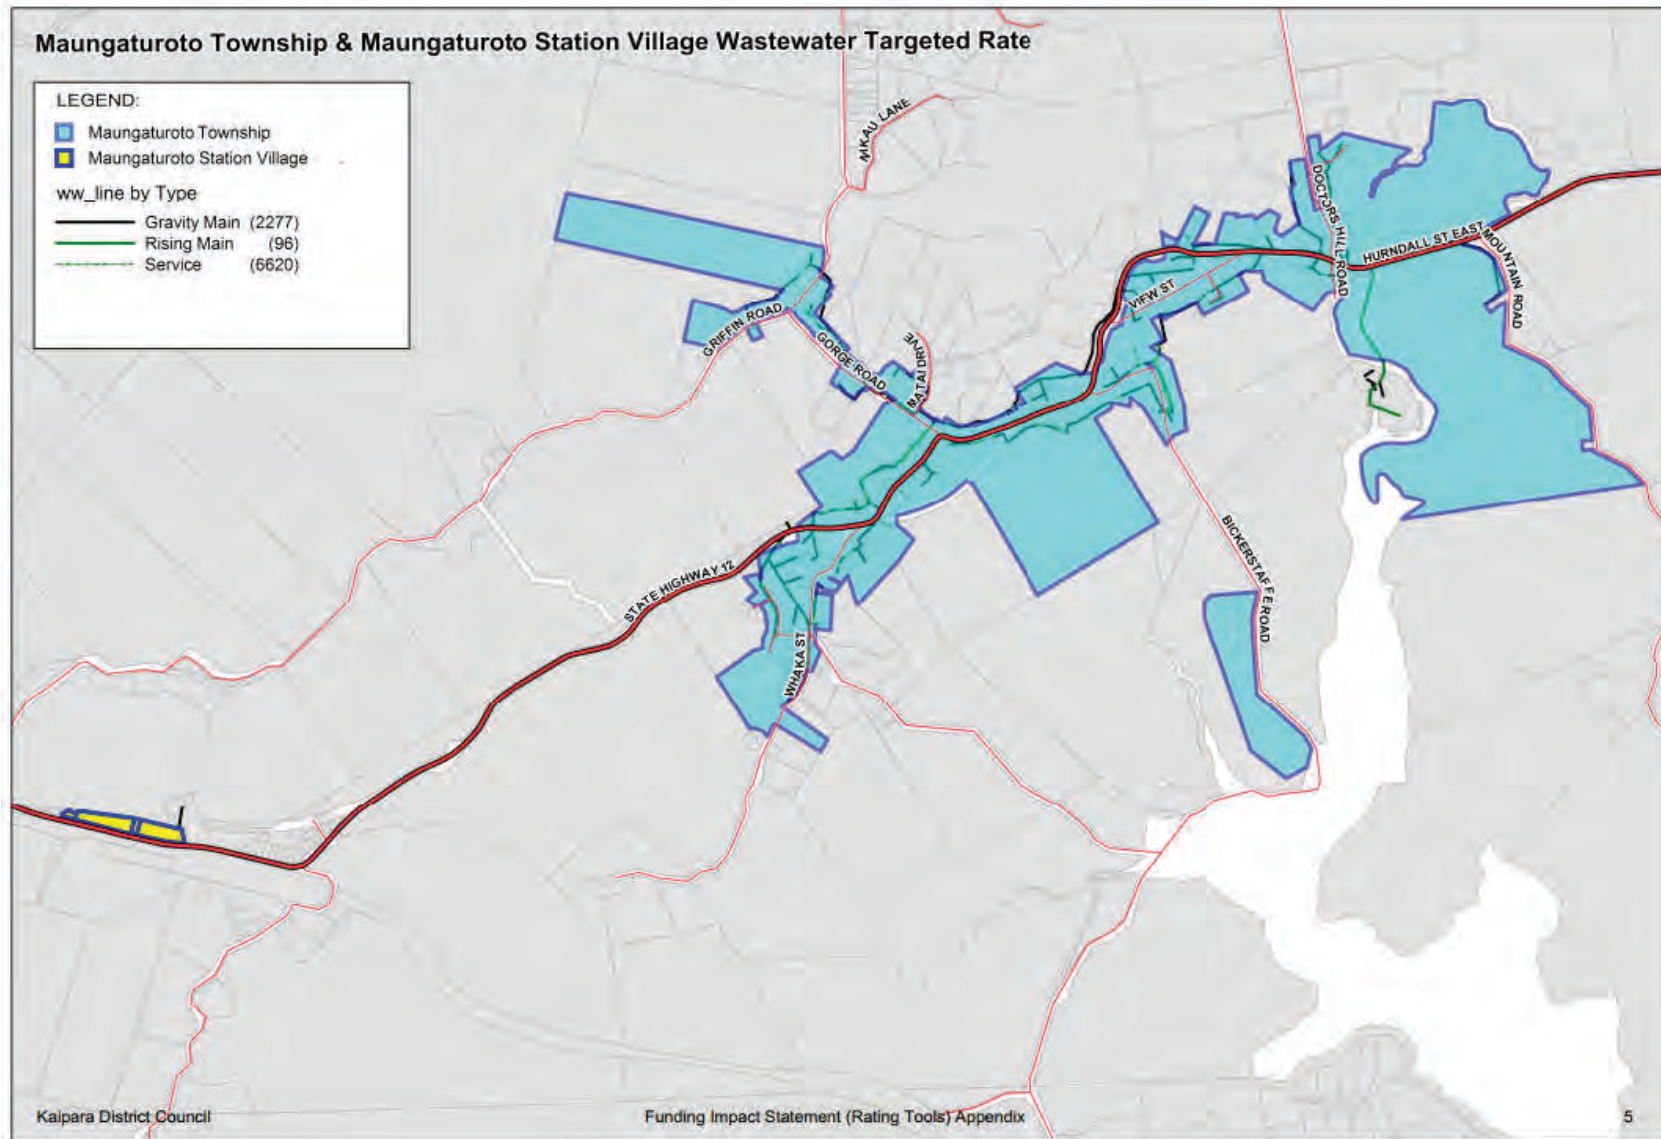 Maungaturoto Township & Maungaturoto Station Village Wastewater Targeted Rate
LEGEND:
Maungaturoto Township
Maungaturoto Station Village
ww_line by Type
Gravity Main (2277)
Rising Main (96)
Service (6620)
NIKAU LANE
DOCTORS HILL ROAD
HURNDALL ST EAST
MOUNTAIN ROAD
VIEW ST
GRIFFIN ROAD
GORGE ROAD
MATAI DRIVE
BICKERSTAFFE ROAD
STATE HIGHWAY 12
WHAKA ST
Kaipara District Council
Funding Impact Statement (Rating Tools) Appendix
5